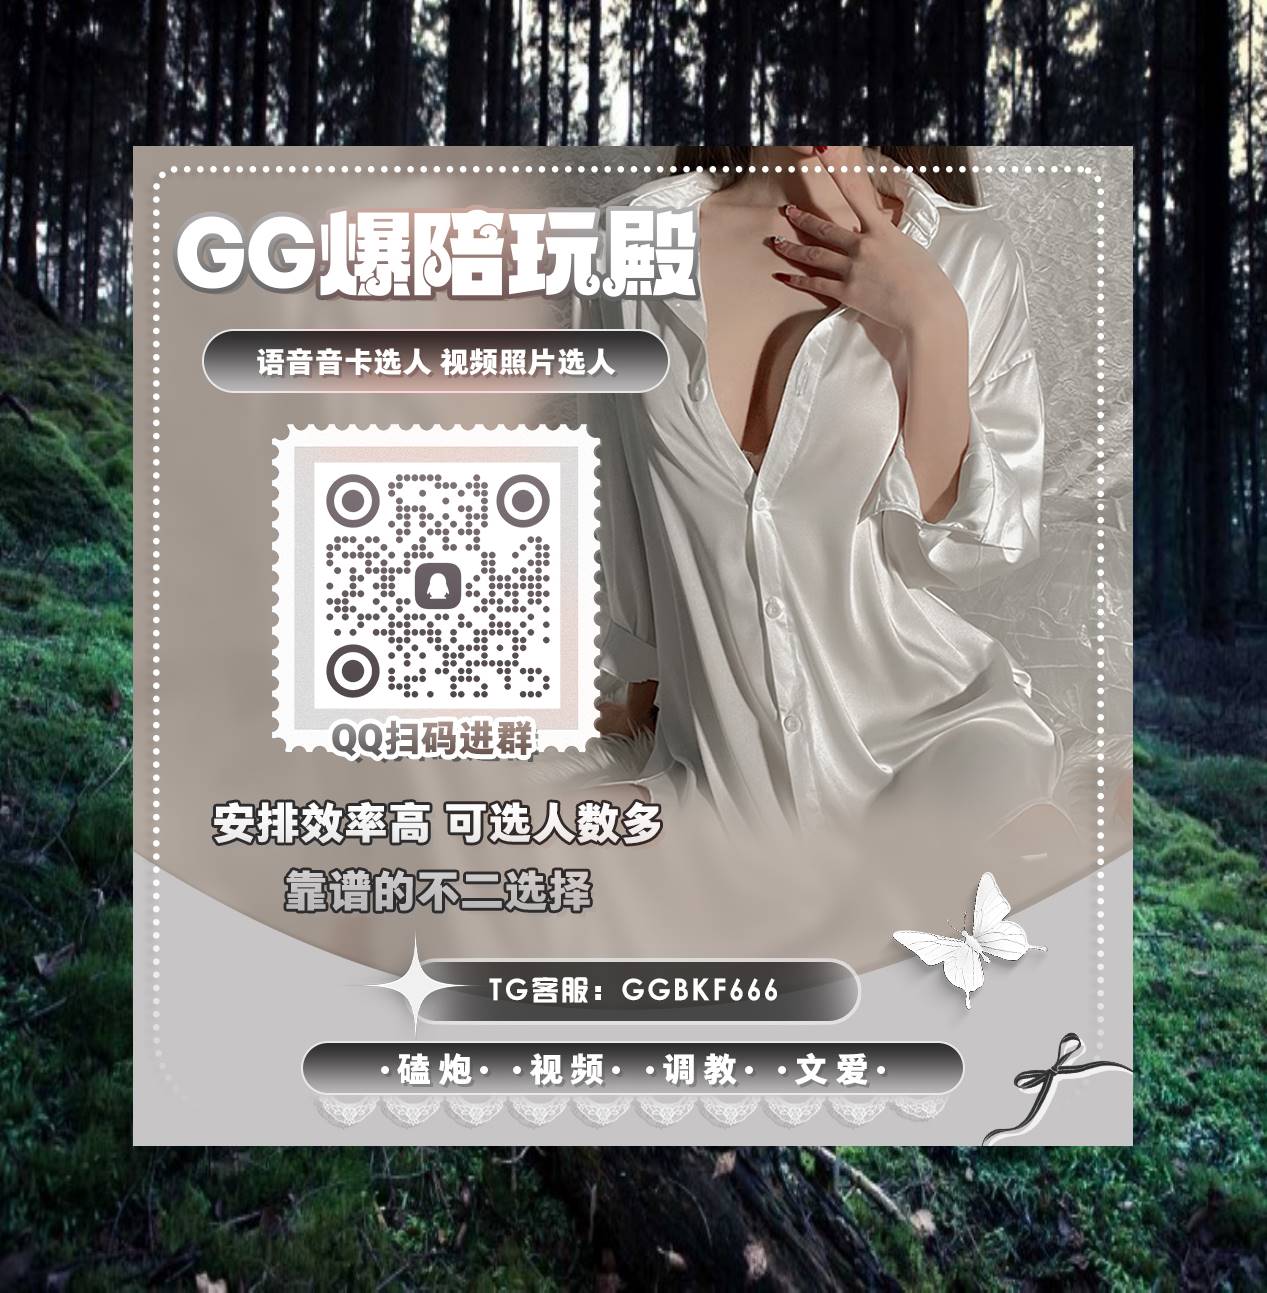 GG爆陪玩殿
语音音卡选人 视频照片选人
QQ扫码进群
安排效率高 可选人数多
靠谱的不二选择
TG客服：GGBKF666
·磕炮· ·视频· ·调教· ·文爱·